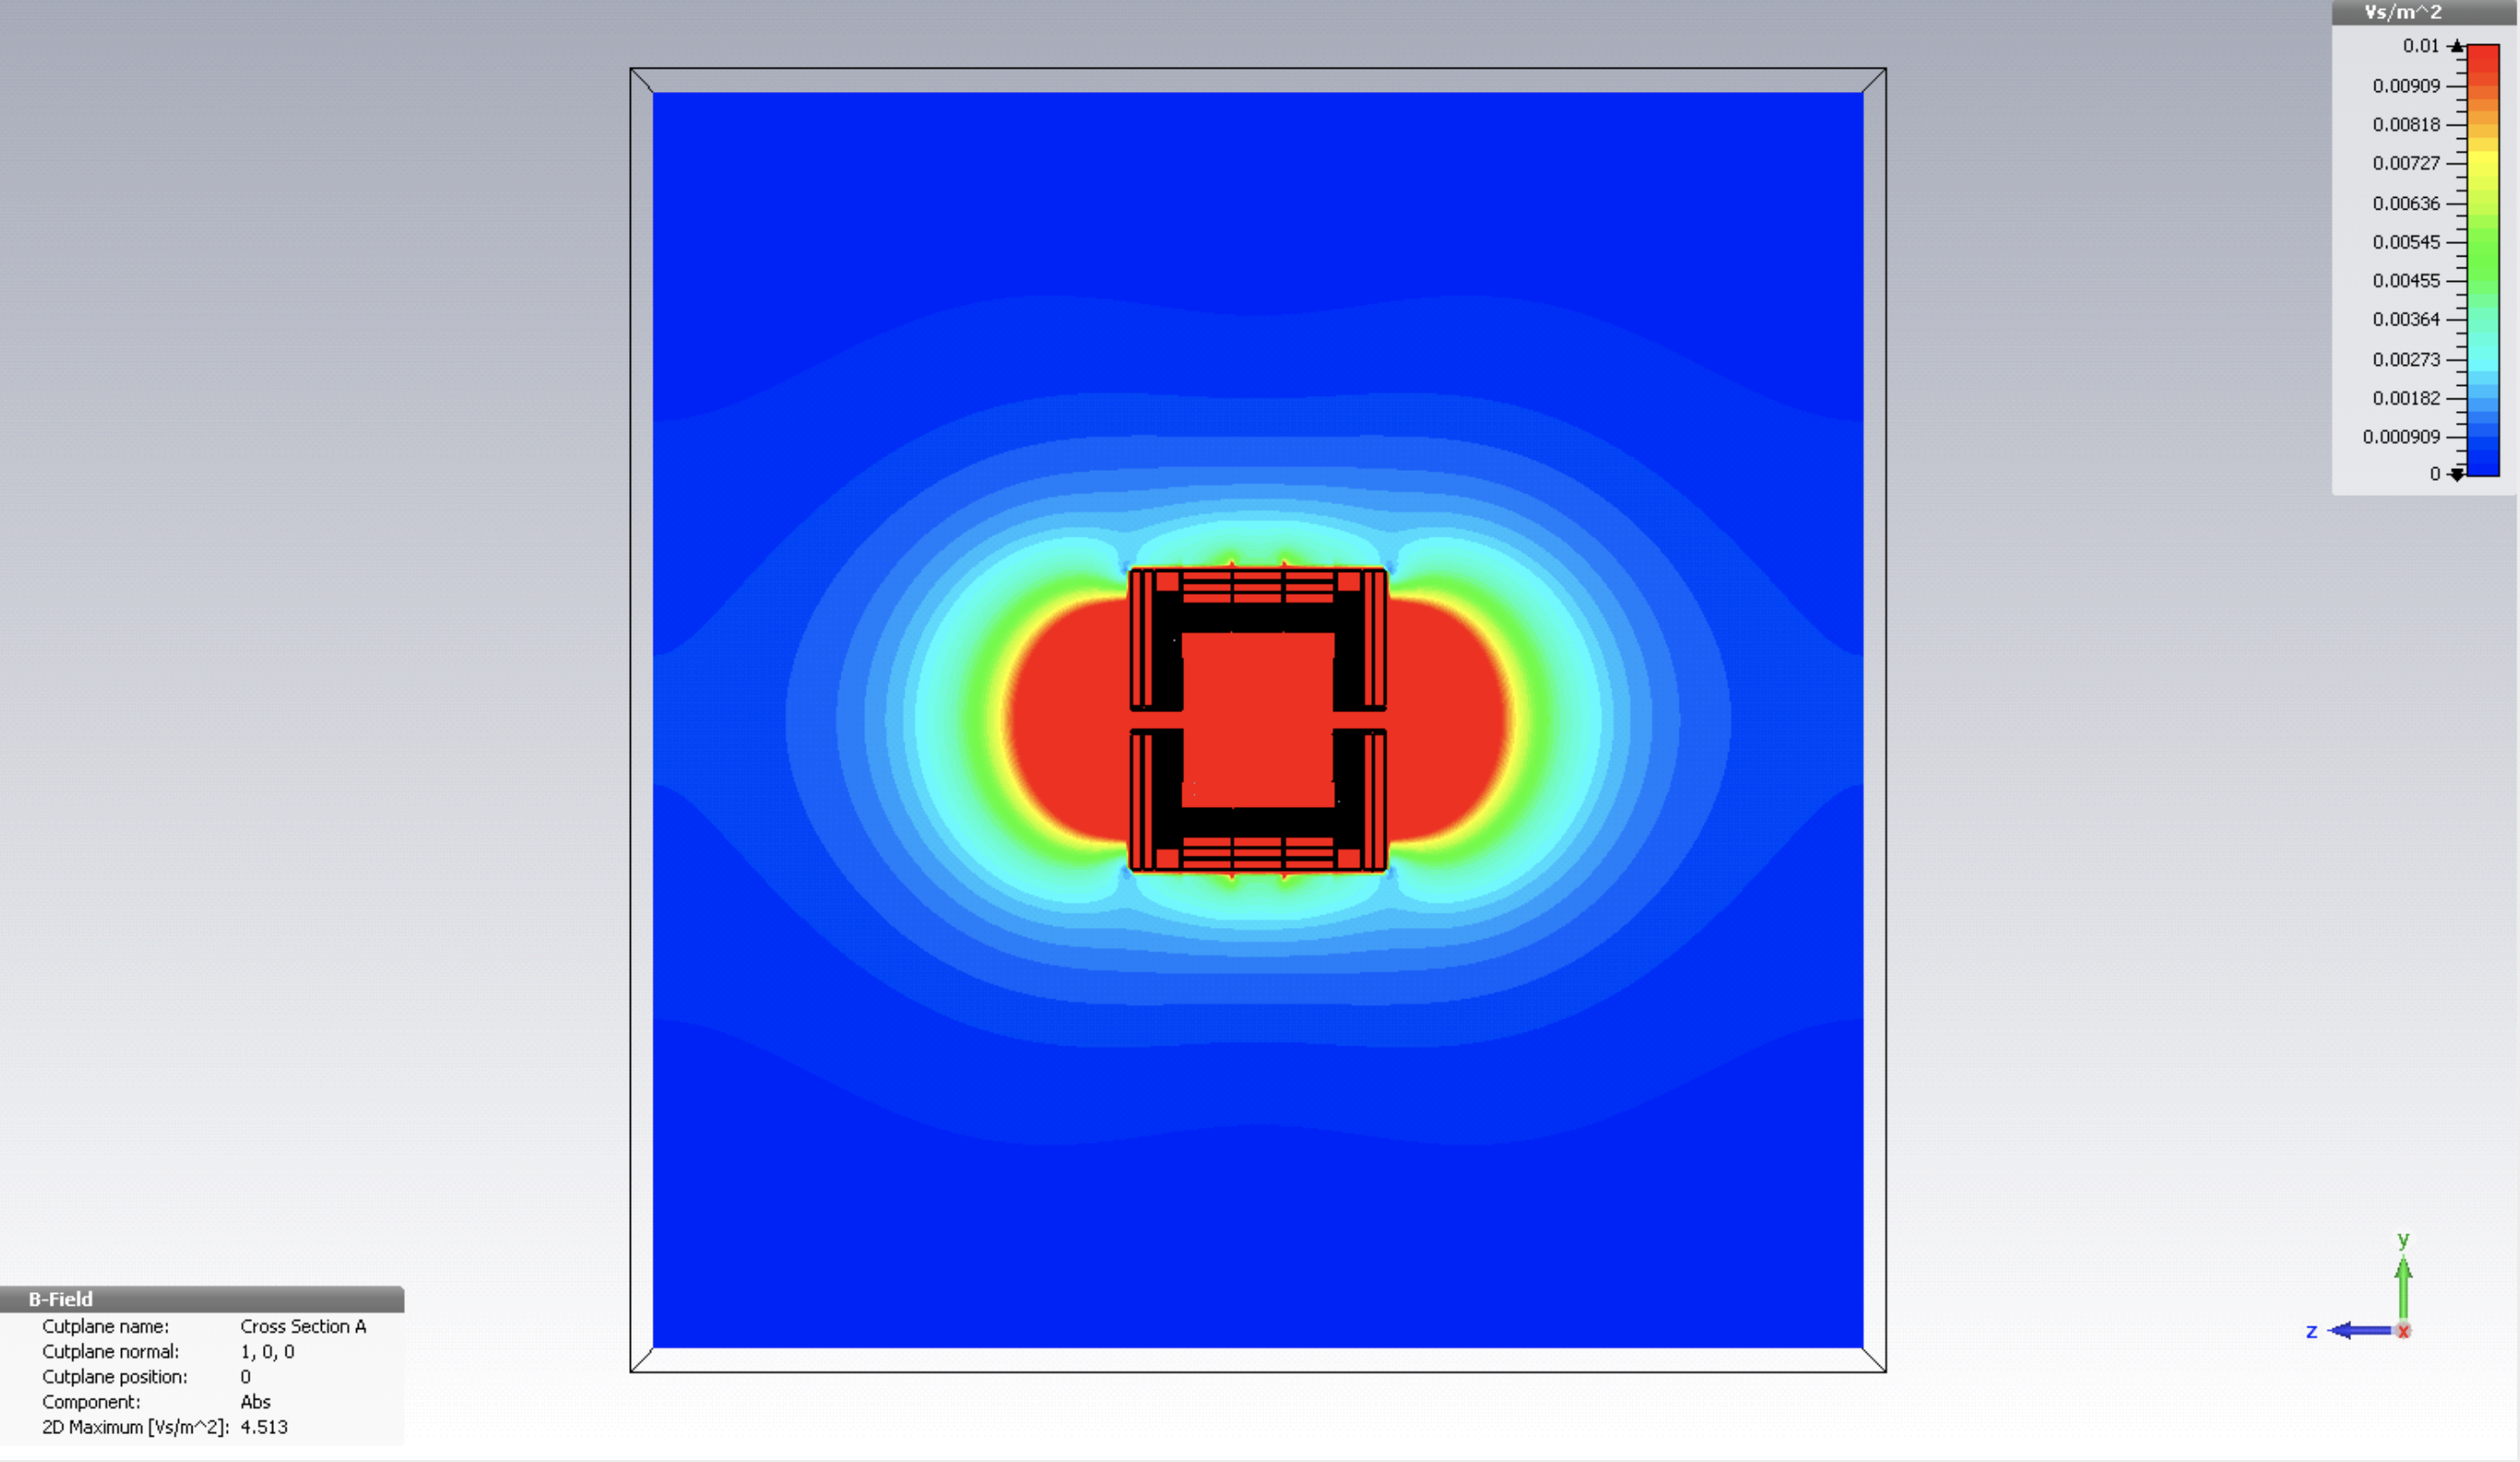 Vs/m^2
0.01
0.00909
0.00818
0.00727
0.00636
0.00545
0.00455
0.00364
0.00273
0.00182
0.000909
0
y
z
x
B-Field
Cutplane name: Cross Section A
Cutplane normal: 1, 0, 0
Cutplane position: 0
Component: Abs
2D Maximum [Vs/m^2]: 4.513